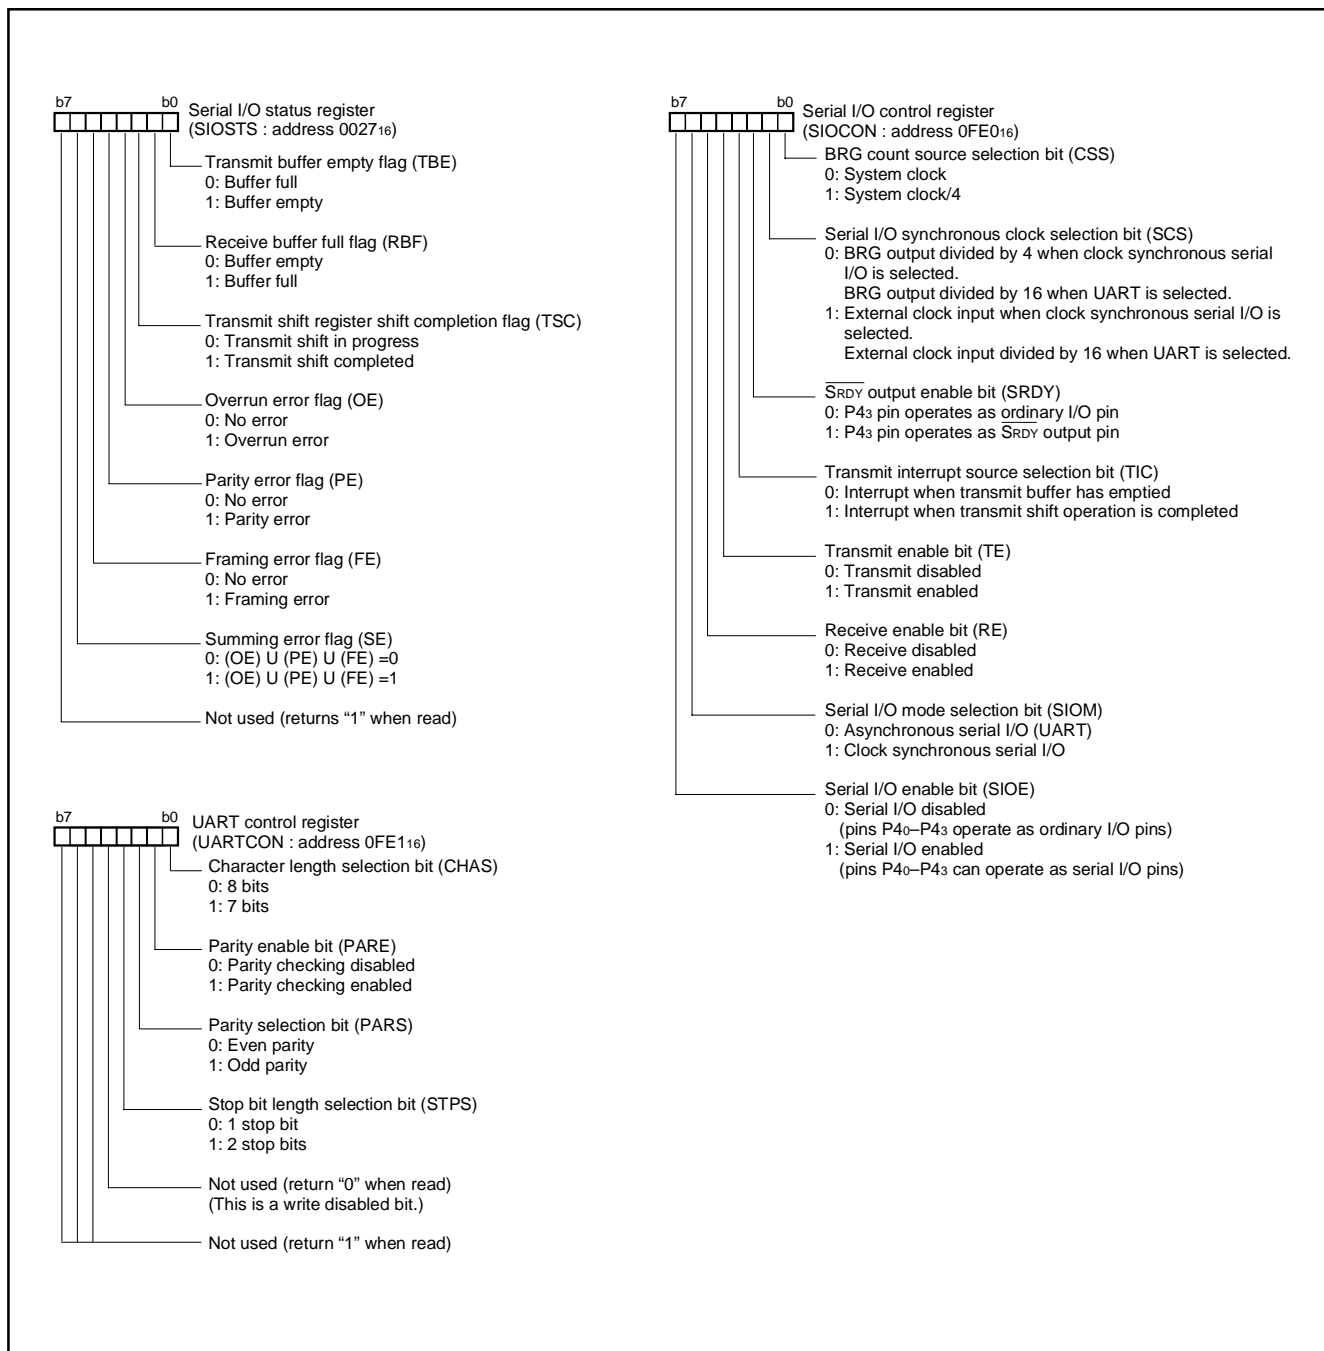 b7 b0
Serial I/O status register
(SIOSTS : address 0027₁₆)
Transmit buffer empty flag (TBE)
0: Buffer full
1: Buffer empty
Receive buffer full flag (RBF)
0: Buffer empty
1: Buffer full
Transmit shift register shift completion flag (TSC)
0: Transmit shift in progress
1: Transmit shift completed
Overrun error flag (OE)
0: No error
1: Overrun error
Parity error flag (PE)
0: No error
1: Parity error
Framing error flag (FE)
0: No error
1: Framing error
Summing error flag (SE)
0: (OE) U (PE) U (FE) =0
1: (OE) U (PE) U (FE) =1
Not used (returns “1” when read)
b7 b0
UART control register
(UARTCON : address 0FE1₁₆)
Character length selection bit (CHAS)
0: 8 bits
1: 7 bits
Parity enable bit (PARE)
0: Parity checking disabled
1: Parity checking enabled
Parity selection bit (PARS)
0: Even parity
1: Odd parity
Stop bit length selection bit (STPS)
0: 1 stop bit
1: 2 stop bits
Not used (return “0” when read)
(This is a write disabled bit.)
Not used (return “1” when read)
b7 b0
Serial I/O control register
(SIOCON : address 0FE0₁₆)
BRG count source selection bit (CSS)
0: System clock
1: System clock/4
Serial I/O synchronous clock selection bit (SCS)
0: BRG output divided by 4 when clock synchronous serial
I/O is selected.
BRG output divided by 16 when UART is selected.
1: External clock input when clock synchronous serial I/O is
selected.
External clock input divided by 16 when UART is selected.
SRDY output enable bit (SRDY)
0: P4₃ pin operates as ordinary I/O pin
1: P4₃ pin operates as SRDY output pin
Transmit interrupt source selection bit (TIC)
0: Interrupt when transmit buffer has emptied
1: Interrupt when transmit shift operation is completed
Transmit enable bit (TE)
0: Transmit disabled
1: Transmit enabled
Receive enable bit (RE)
0: Receive disabled
1: Receive enabled
Serial I/O mode selection bit (SIOM)
0: Asynchronous serial I/O (UART)
1: Clock synchronous serial I/O
Serial I/O enable bit (SIOE)
0: Serial I/O disabled
(pins P4₀–P4₃ operate as ordinary I/O pins)
1: Serial I/O enabled
(pins P4₀–P4₃ can operate as serial I/O pins)